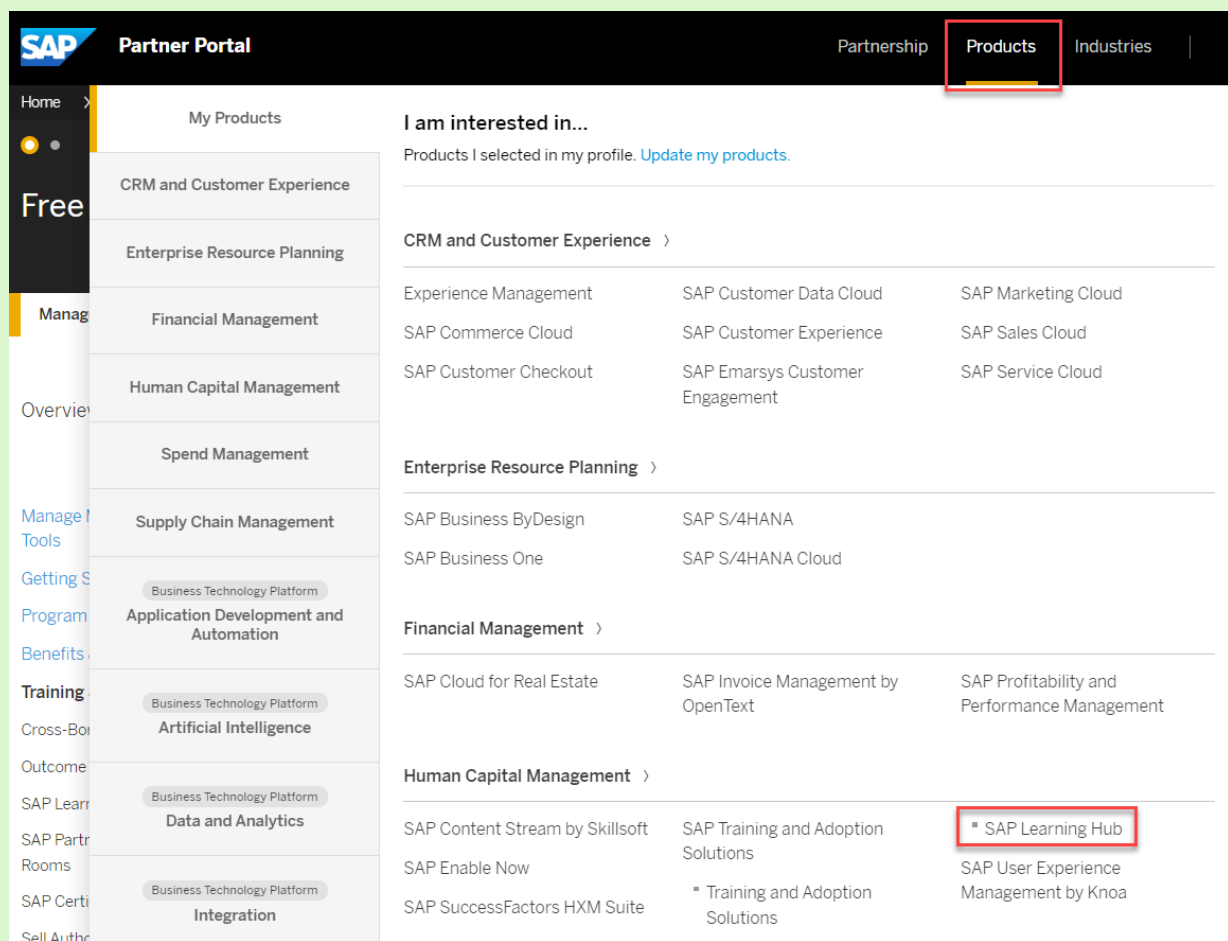 SAP Partner Portal
Partnership Products Industries
Home
Free
Manag
Overvie
Manage
Tools
Getting S
Program
Benefits
Training
Cross-Bor
Outcome
SAP Learn
SAP Partr
Rooms
SAP Certi
Sell Autho
My Products
CRM and Customer Experience
Enterprise Resource Planning
Financial Management
Human Capital Management
Spend Management
Supply Chain Management
Business Technology Platform
Application Development and
Automation
Business Technology Platform
Artificial Intelligence
Business Technology Platform
Data and Analytics
Business Technology Platform
Integration
I am interested in...
Products I selected in my profile. Update my products.
CRM and Customer Experience
Experience Management SAP Customer Data Cloud SAP Marketing Cloud
SAP Commerce Cloud SAP Customer Experience SAP Sales Cloud
SAP Customer Checkout SAP Emarsys Customer SAP Service Cloud
Engagement
Enterprise Resource Planning
SAP Business ByDesign SAP S/4HANA
SAP Business One SAP S/4HANA Cloud
Financial Management
SAP Cloud for Real Estate SAP Invoice Management by SAP Profitability and
OpenText Performance Management
Human Capital Management
SAP Content Stream by Skillsoft SAP Training and Adoption SAP Learning Hub
Solutions
SAP Enable Now SAP User Experience
Training and Adoption Management by Knoa
SAP SuccessFactors HXM Suite Solutions